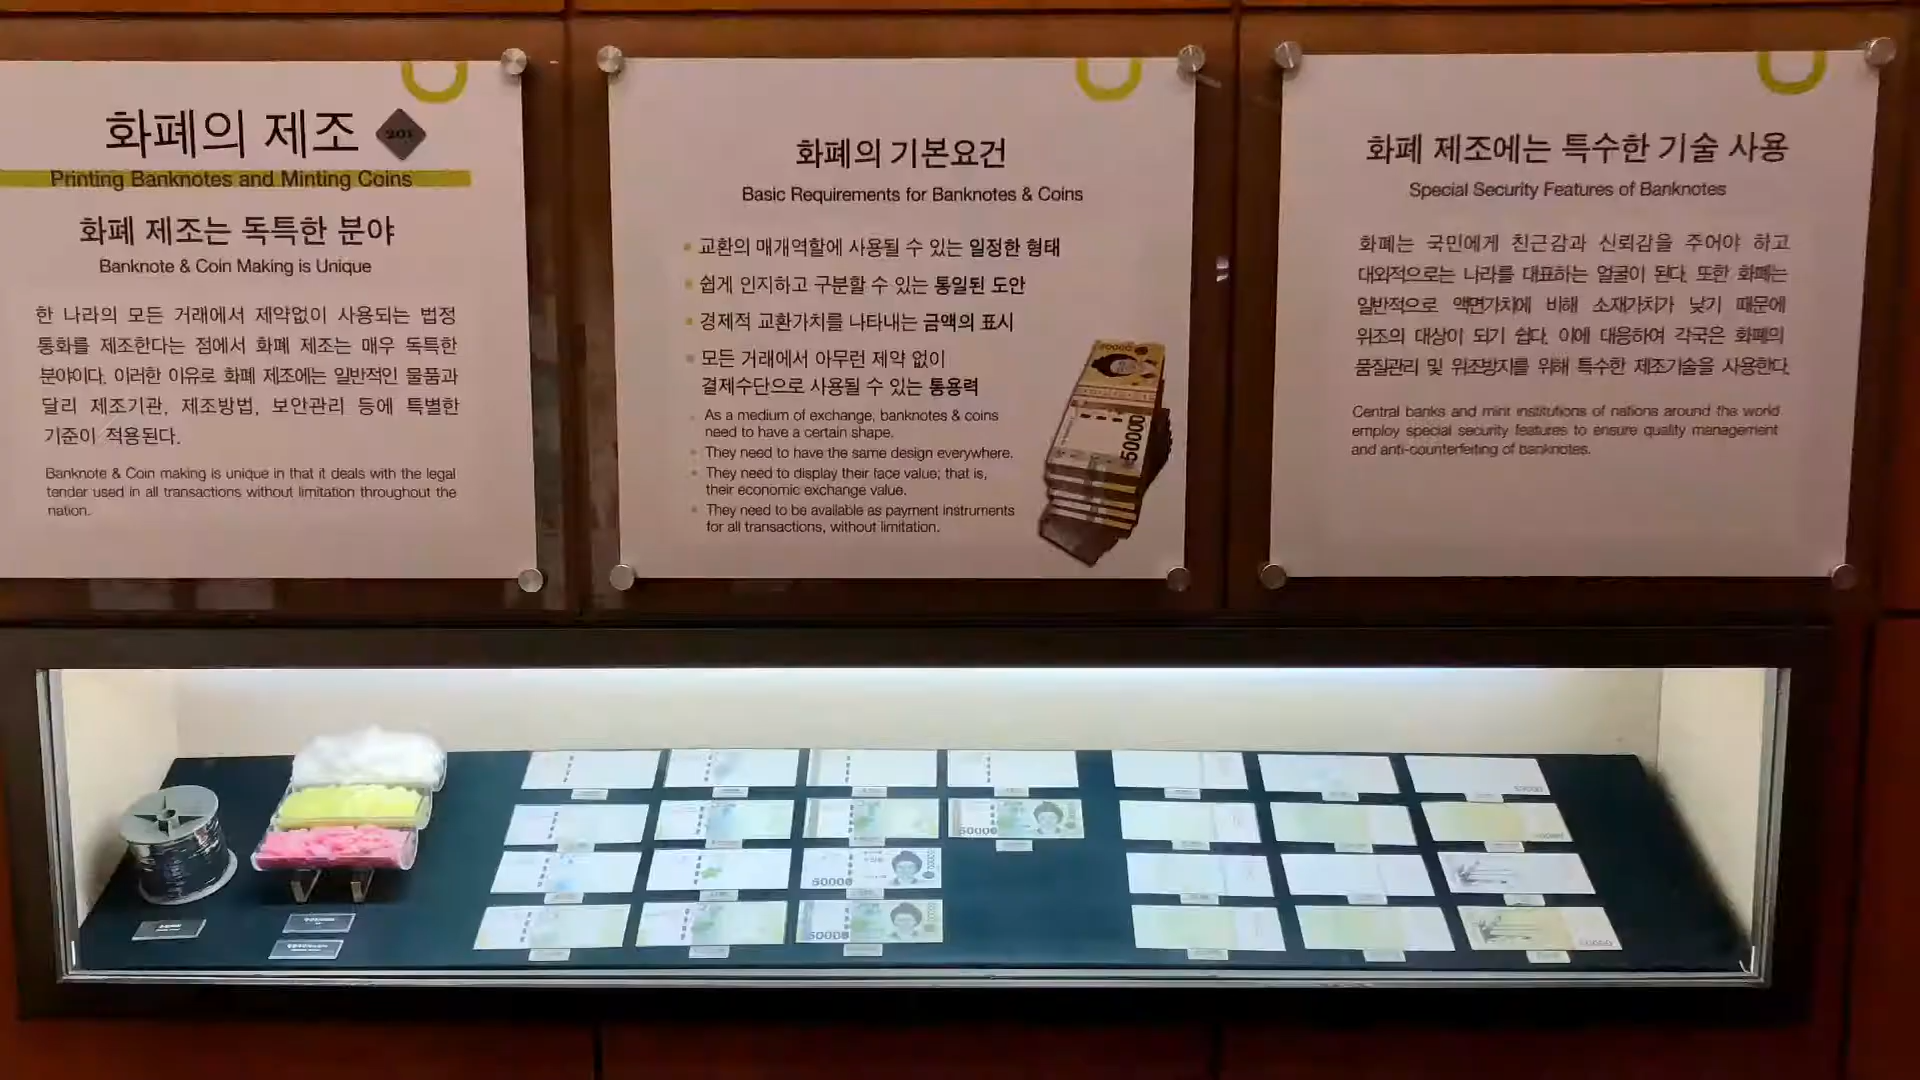 화폐의 제조
201
Printing Banknotes and Minting Coins
화폐 제조는 독특한 분야
Banknote & Coin Making is Unique
한 나라의 모든 거래에서 제약없이 사용되는 법정
통화를 제조한다는 점에서 화폐 제조는 매우 독특한
분야이다. 이러한 이유로 화폐 제조에는 일반적인 물품과
달리 제조기관, 제조방법, 보안관리 등에 특별한
기준이 적용된다.
Banknote & Coin making is unique in that it deals with the legal
tender used in all transactions without limitation throughout the
nation.
화폐의 기본요건
Basic Requirements for Banknotes & Coins
교환의 매개역할에 사용될 수 있는 일정한 형태
쉽게 인지하고 구분할 수 있는 통일된 도안
경제적 교환가치를 나타내는 금액의 표시
모든 거래에서 아무런 제약 없이
결제수단으로 사용될 수 있는 통용력
As a medium of exchange, banknotes & coins
need to have a certain shape.
They need to have the same design everywhere.
They need to display their face value; that is,
their economic exchange value.
They need to be available as payment instruments
for all transactions, without limitation.
50000
50000
화폐 제조에는 특수한 기술 사용
Special Security Features of Banknotes
화폐는 국민에게 친근감과 신뢰감을 주어야 하고
대외적으로는 나라를 대표하는 얼굴이 된다. 또한 화폐는
일반적으로 액면가치에 비해 소재가치가 낮기 때문에
위조의 대상이 되기 쉽다. 이에 대응하여 각국은 화폐의
품질관리 및 위조방지를 위해 특수한 제조기술을 사용한다.
Central banks and mint institutions of nations around the world
employ special security features to ensure quality management
and anti-counterfeiting of banknotes.
50000
50000
50000